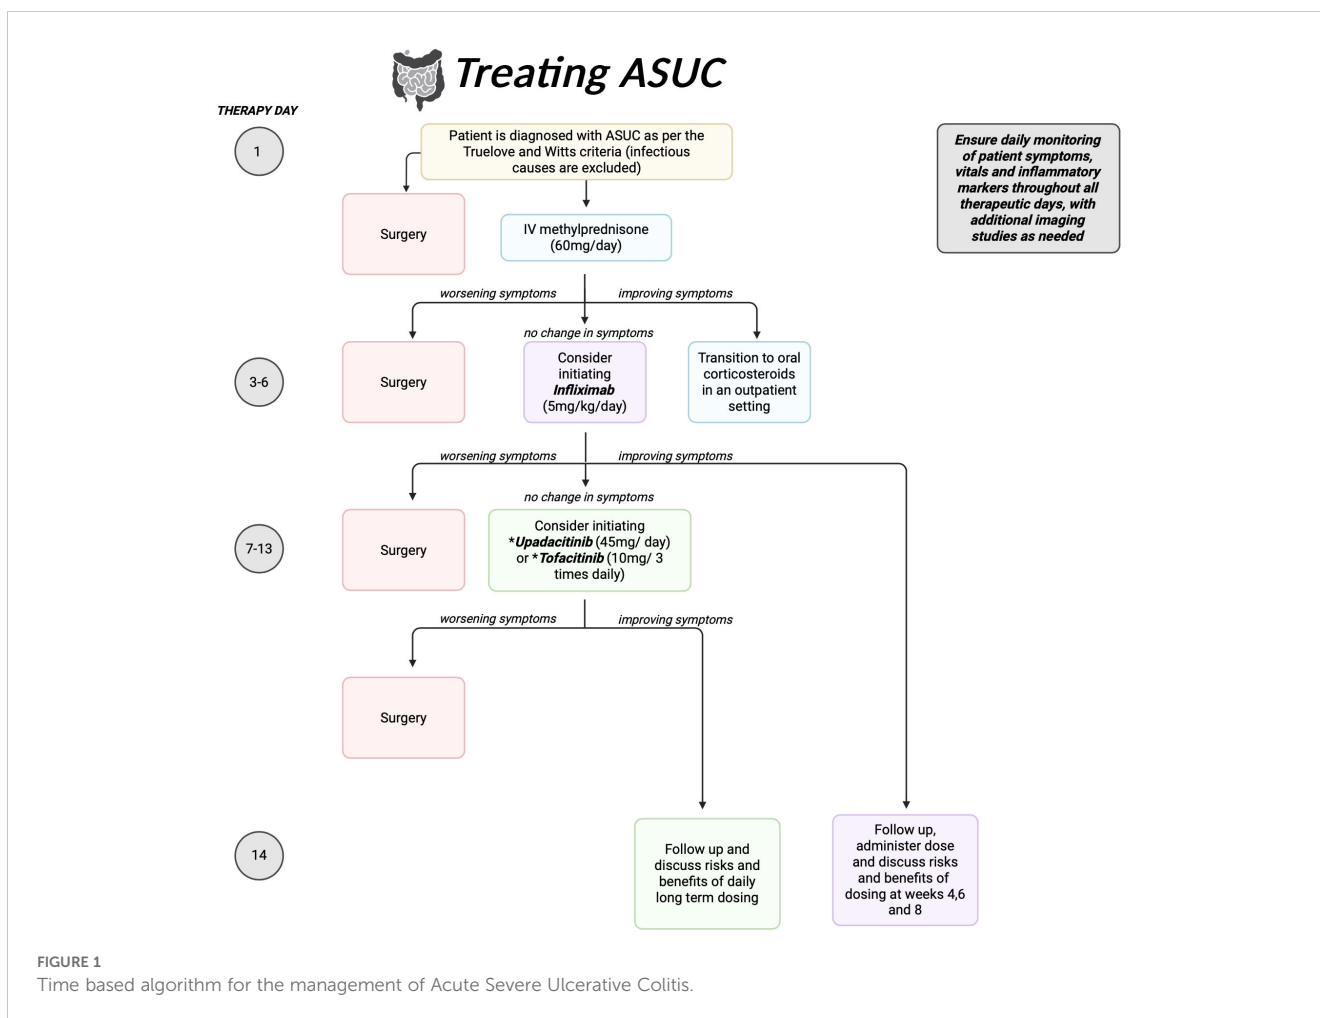 Treating ASUC
THERAPY DAY
1
Patient is diagnosed with ASUC as per the
Truelove and Witts criteria (infectious
causes are excluded)
Ensure daily monitoring
of patient symptoms,
vitals and inflammatory
markers throughout all
therapeutic days, with
additional imaging
studies as needed
Surgery
IV methylprednisone
(60mg/day)
worsening symptoms
improving symptoms
no change in symptoms
3-6
Surgery
Consider
initiating
Infliximab
(5mg/kg/day)
Transition to oral
corticosteroids
in an outpatient
setting
worsening symptoms
improving symptoms
no change in symptoms
7-13
Surgery
Consider initiating
*Upadacitinib (45mg/ day)
or *Tofacitinib (10mg/ 3
times daily)
worsening symptoms
improving symptoms
Surgery
14
Follow up and
discuss risks and
benefits of daily
long term dosing
Follow up,
administer dose
and discuss risks
and benefits of
dosing at weeks 4,6
and 8
FIGURE 1
Time based algorithm for the management of Acute Severe Ulcerative Colitis.